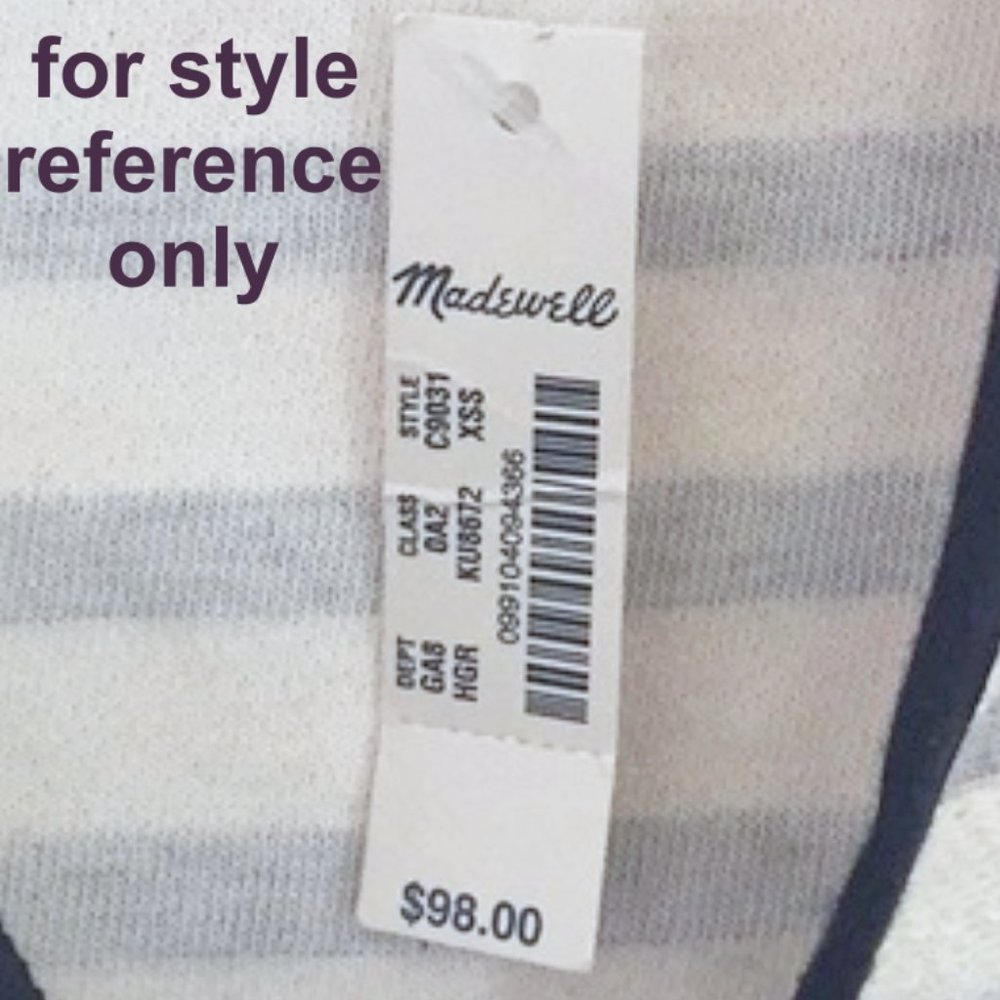 for style
reference
only
Madewell
DEPT CLASS STYLE
GA8 0A2 C9031
HGR KU8672 XSS
099104094366
$98.00